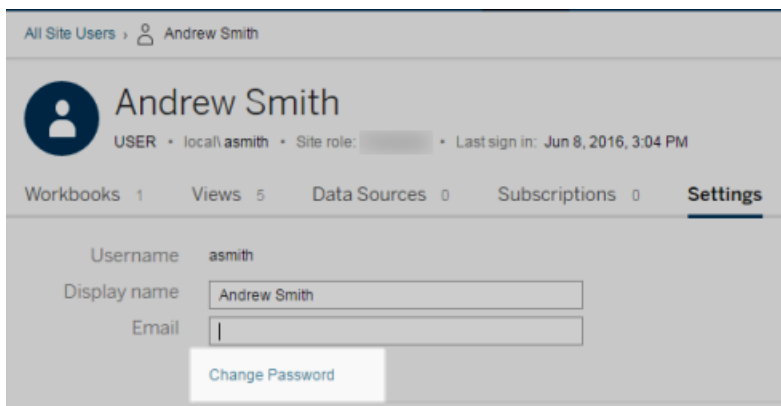 All Site Users › Andrew Smith
Andrew Smith
USER • local\asmith • Site role: • Last sign in: Jun 8, 2016, 3:04 PM
Workbooks 1 Views 5 Data Sources 0 Subscriptions 0 Settings
Username asmith
Display name Andrew Smith
Email
Change Password